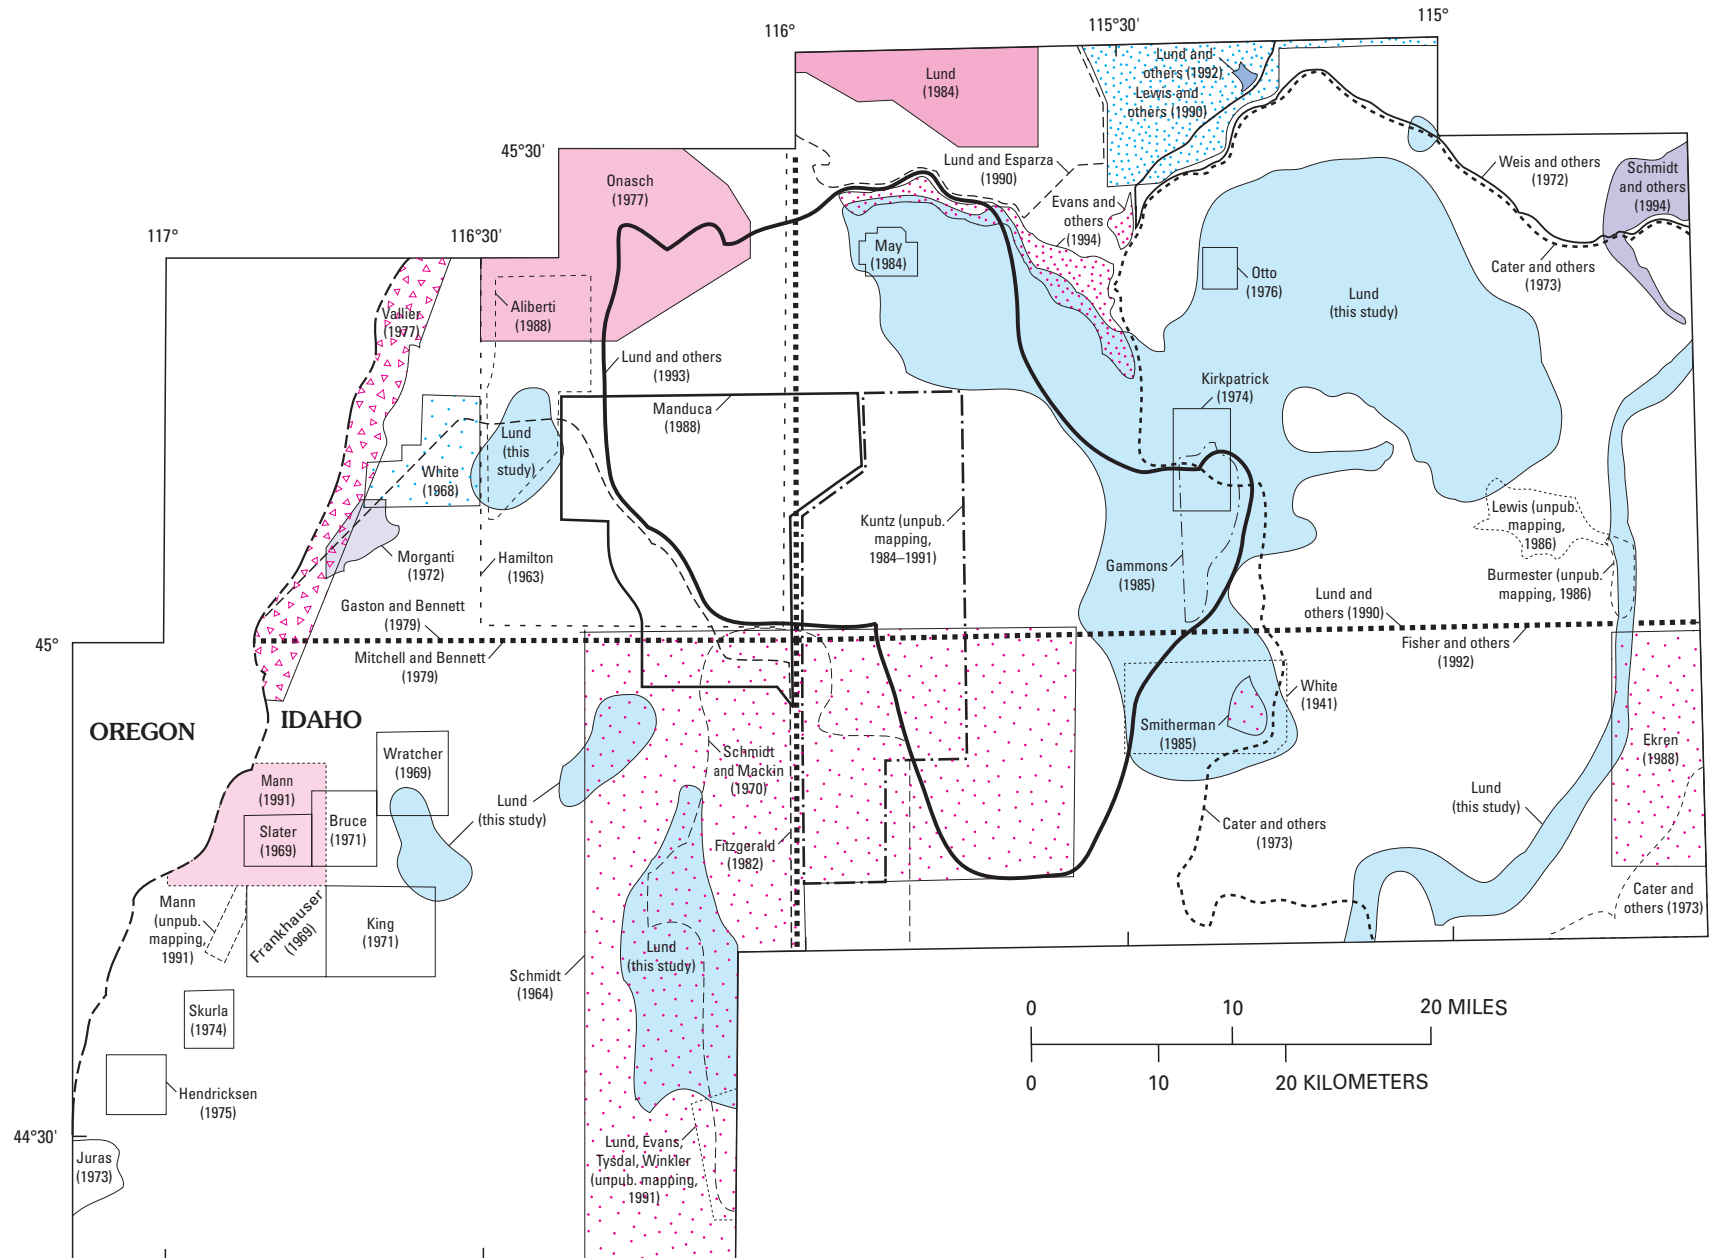 116°
115°30'
115°
Lund
(1984)
Lund and
others (1992)
Lewis and
others (1990)
45°30'
Lund and Esparza
(1990)
Weis and others
(1972)
Schmidt
and others
(1994)
Onasch
(1977)
Evans and
others
(1994)
117°
116°30'
May
(1984)
Otto
(1976)
Cater and others
(1973)
Lund
(this study)
Aliberti
(1988)
Vallier
(1977)
Lund and others
(1993)
Kirkpatrick
(1974)
Manduca
(1988)
Lund
(this
study)
White
(1968)
Kuntz (unpub.
mapping,
1984–1991)
Lewis (unpub.
mapping,
1986)
Morganti
(1972)
Hamilton
(1963)
Gammons
(1985)
Burmester (unpub.
mapping, 1986)
Gaston and Bennett
(1979)
Lund and
others (1990)
45°
Mitchell and Bennett
(1979)
Fisher and others
(1992)
White
(1941)
OREGON
IDAHO
Smitherman
(1985)
Wratcher
(1969)
Schmidt
and Mackin
(1970)
Ekren
(1988)
Mann
(1991)
Lund
(this study)
Lund
(this study)
Bruce
(1971)
Slater
(1969)
Fitzgerald
(1982)
Cater and others
(1973)
Mann
(unpub.
mapping,
1991)
Frankhauser
(1969)
King
(1971)
Cater and
others (1973)
Lund
(this study)
Schmidt
(1964)
Skurla
(1974)
0 10 20 MILES
0 10 20 KILOMETERS
Hendricksen
(1975)
44°30'
Juras
(1973)
Lund, Evans,
Tysdal, Winkler
(unpub. mapping,
1991)